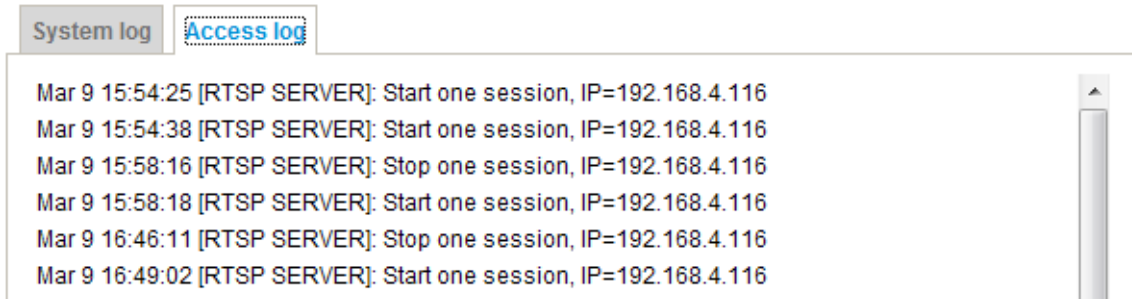 System log Access log
Mar 9 15:54:25 [RTSP SERVER]: Start one session, IP=192.168.4.116
Mar 9 15:54:38 [RTSP SERVER]: Start one session, IP=192.168.4.116
Mar 9 15:58:16 [RTSP SERVER]: Stop one session, IP=192.168.4.116
Mar 9 15:58:18 [RTSP SERVER]: Start one session, IP=192.168.4.116
Mar 9 16:46:11 [RTSP SERVER]: Stop one session, IP=192.168.4.116
Mar 9 16:49:02 [RTSP SERVER]: Start one session, IP=192.168.4.116